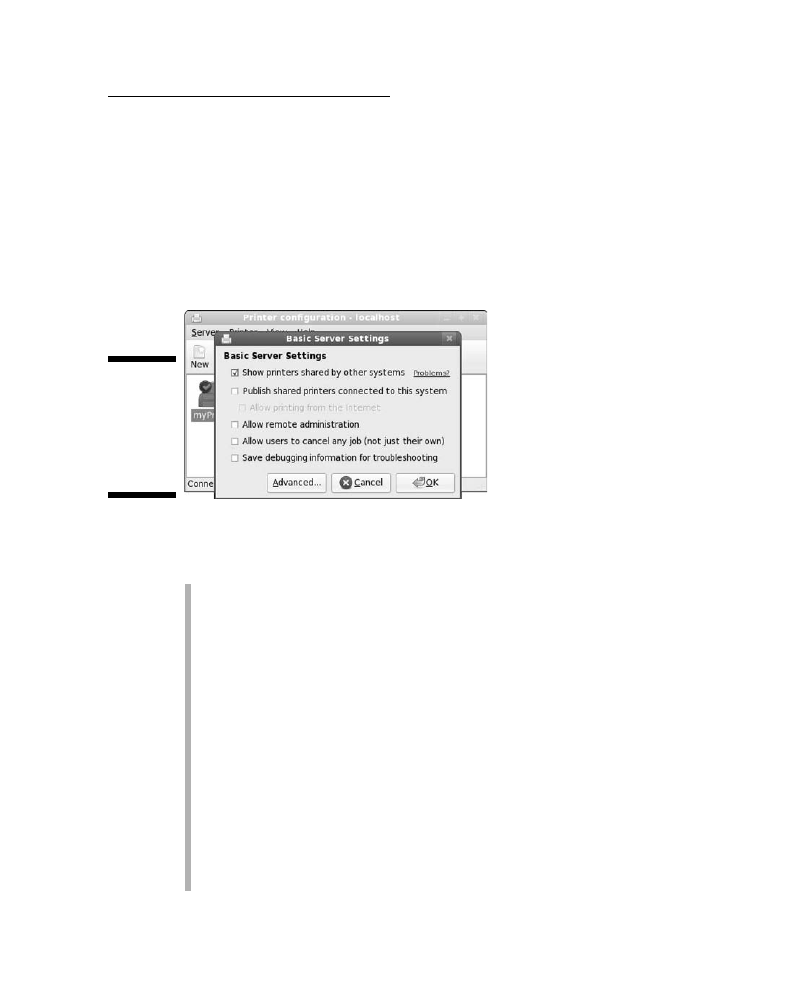 Printer configuration - localhost
Server Printer View Help
Basic Server Settings
New
Basic Server Settings
Show printers shared by other systems Problems?
Publish shared printers connected to this system
Allow printing from the Internet
myPr
Allow remote administration
Allow users to cancel any job (not just their own)
Save debugging information for troubleshooting
Conne
Advanced... Cancel OK